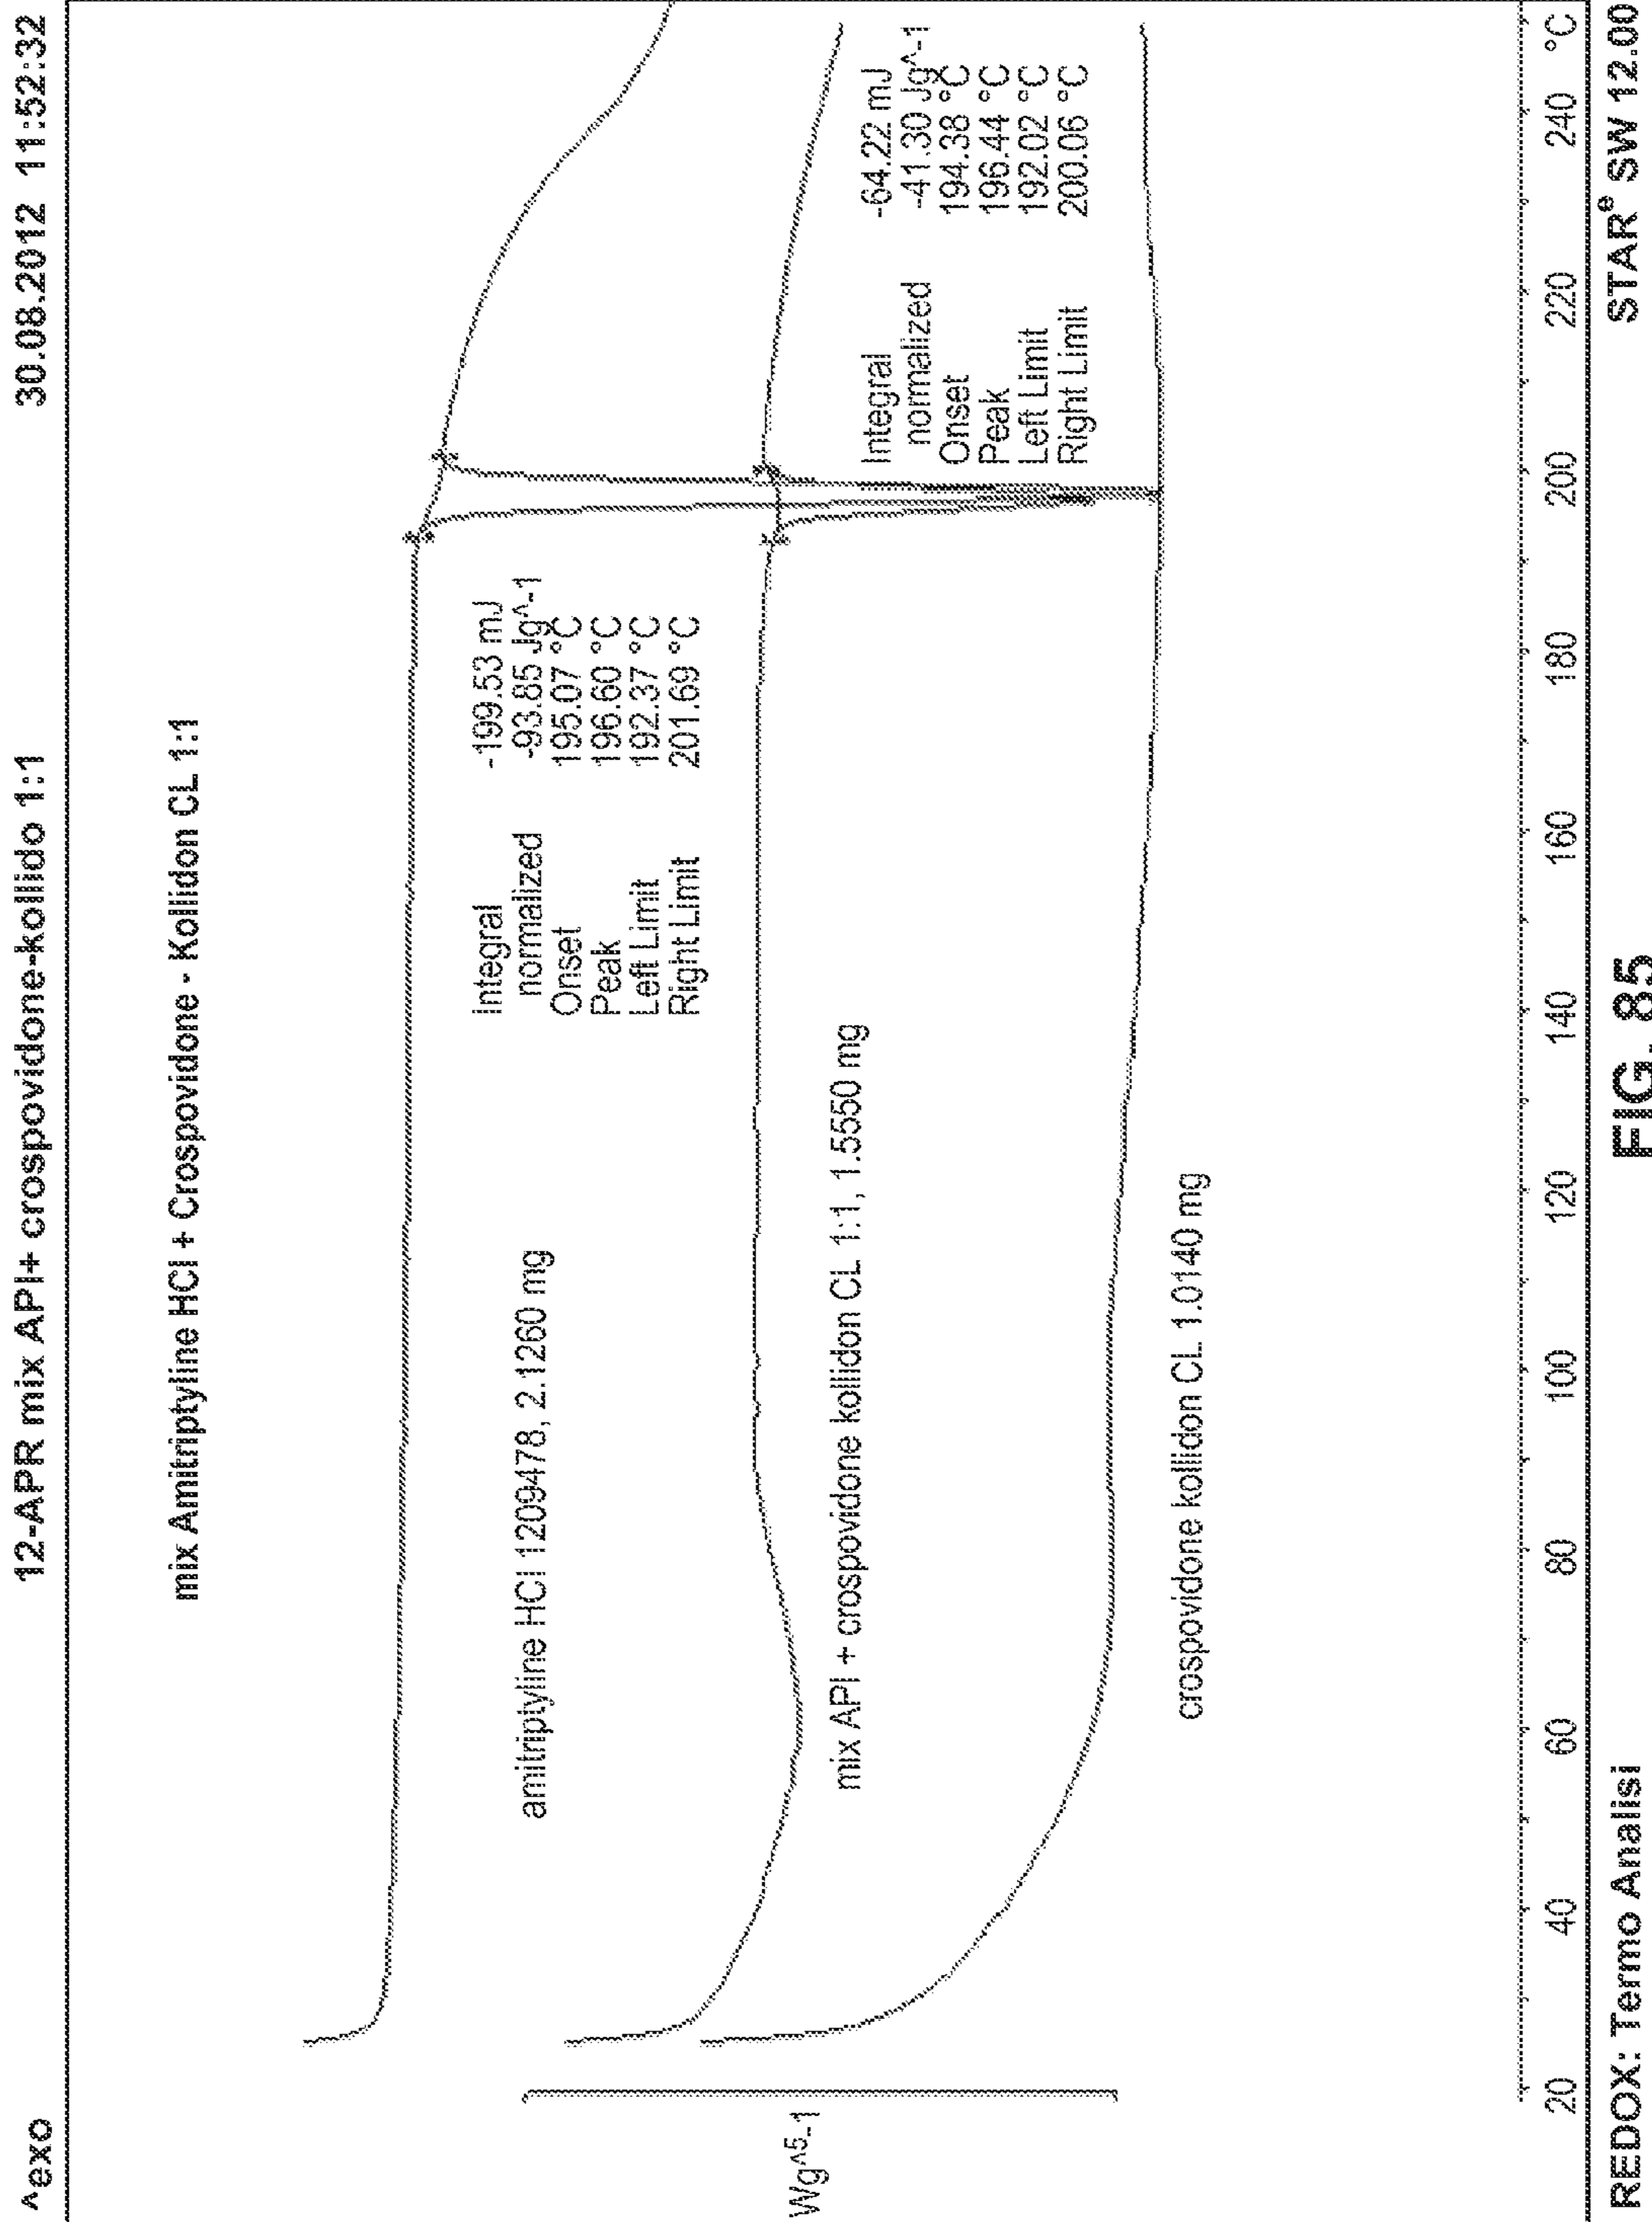 ^exo
12-APR mix API+ crospovidone-kollido 1:1
30.08.2012 11:52:32
mix Amitriptyline HCl + Crospovidone - Kollidon CL 1:1
amitriptyline HCl 1209478, 2.1260 mg
Integral -199.53 mJ
normalized -93.85 Jg^-1
Onset 195.07 °C
Peak 196.60 °C
Left Limit 192.37 °C
Right Limit 201.69 °C
mix API + crospovidone kollidon CL 1:1, 1.5550 mg
Integral -64.22 mJ
normalized -41.30 Jg^-1
Onset 194.38 °C
Peak 196.44 °C
Left Limit 192.02 °C
Right Limit 200.06 °C
crospovidone kollidon CL 1.0140 mg
Wg^5-1
20 40 60 80 100 120 140 160 180 200 220 240 °C
REDOX: Termo Analisi
FIG. 85
STARe SW 12.00